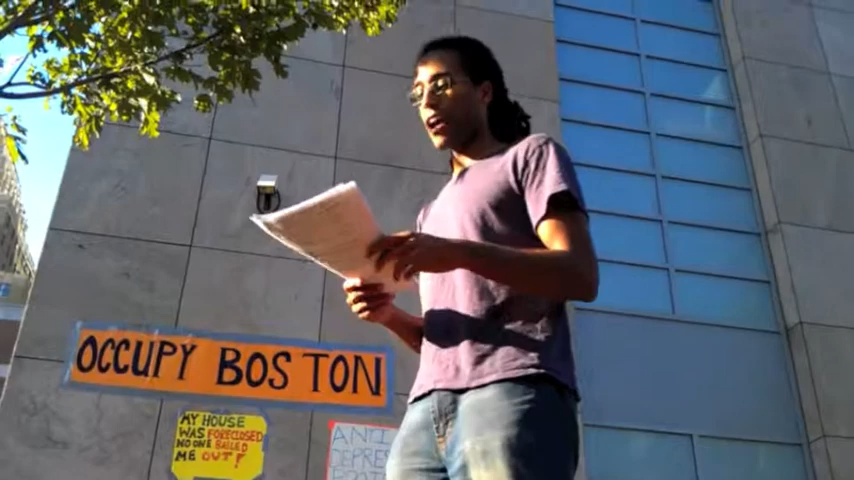 OCCUPY BOSTON
MY HOUSE
WAS FORECLOSED
NO ONE BAILED
ME OUT!
ANTI
DEPRES